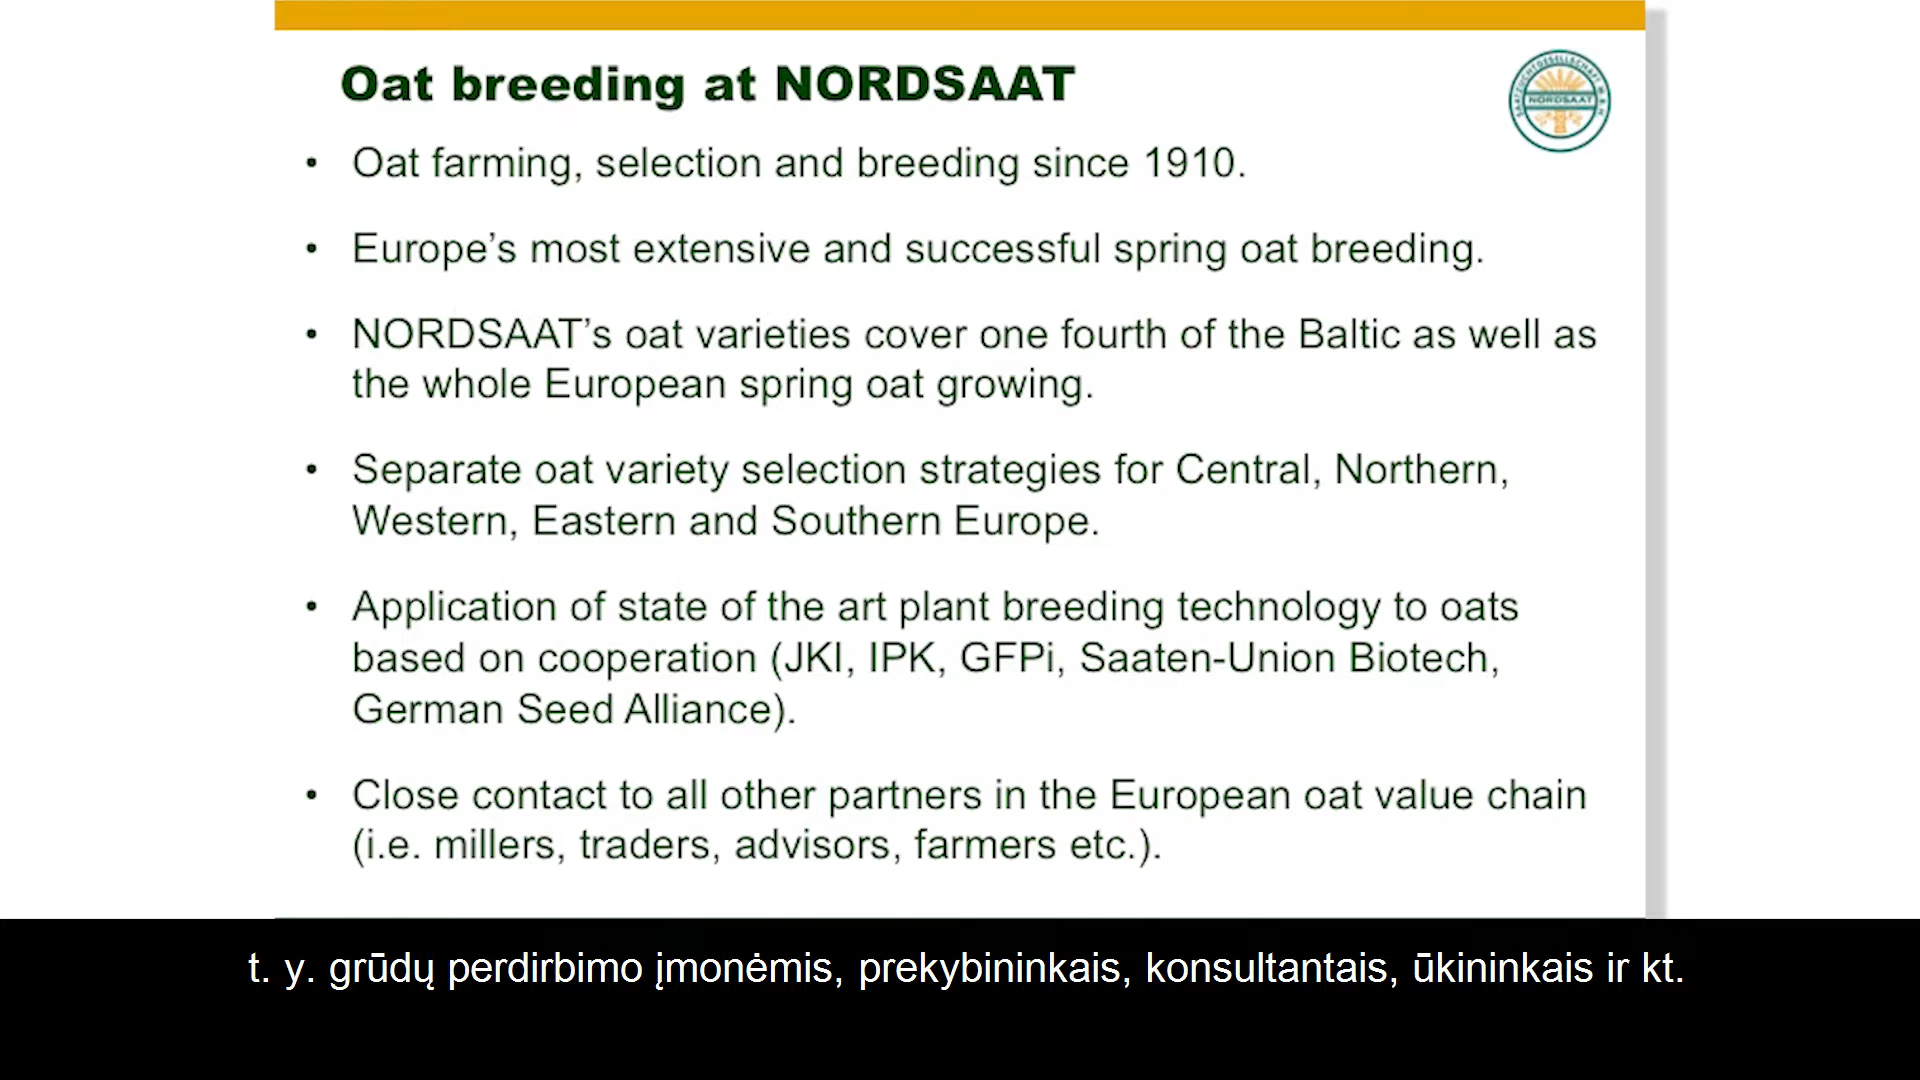 Oat breeding at NORDSAAT
SAATZUCHTGESELLSCHAFT M.B.H.
NORDSAAT
• Oat farming, selection and breeding since 1910.
• Europe’s most extensive and successful spring oat breeding.
• NORDSAAT’s oat varieties cover one fourth of the Baltic as well as
the whole European spring oat growing.
• Separate oat variety selection strategies for Central, Northern,
Western, Eastern and Southern Europe.
• Application of state of the art plant breeding technology to oats
based on cooperation (JKI, IPK, GFPi, Saaten-Union Biotech,
German Seed Alliance).
• Close contact to all other partners in the European oat value chain
(i.e. millers, traders, advisors, farmers etc.).
t. y. grūdų perdirbimo įmonėmis, prekybininkais, konsultantais, ūkininkais ir kt.